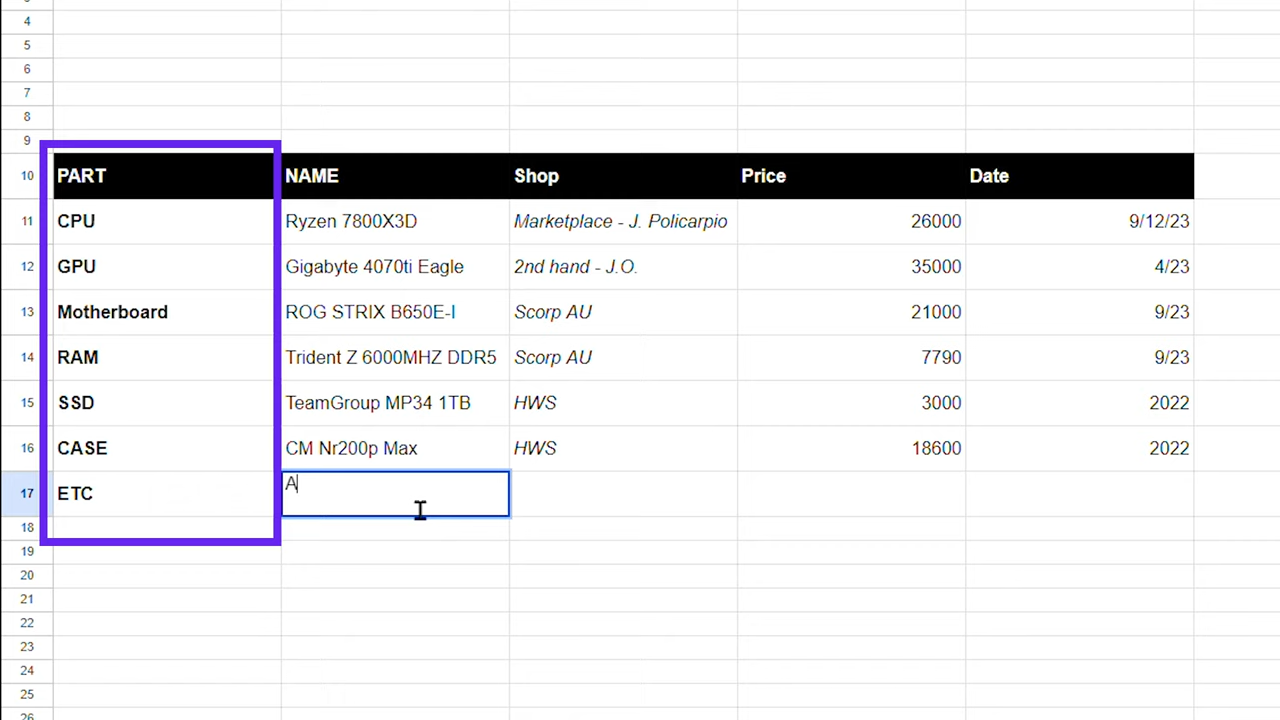 4
5
6
7
8
9
10 PART NAME Shop Price Date
11 CPU Ryzen 7800X3D Marketplace - J. Policarpio 26000 9/12/23
12 GPU Gigabyte 4070ti Eagle 2nd hand - J.O. 35000 4/23
13 Motherboard ROG STRIX B650E-I Scorp AU 21000 9/23
14 RAM Trident Z 6000MHZ DDR5 Scorp AU 7790 9/23
15 SSD TeamGroup MP34 1TB HWS 3000 2022
16 CASE CM Nr200p Max HWS 18600 2022
17 ETC A
18
19
20
21
22
23
24
25
26